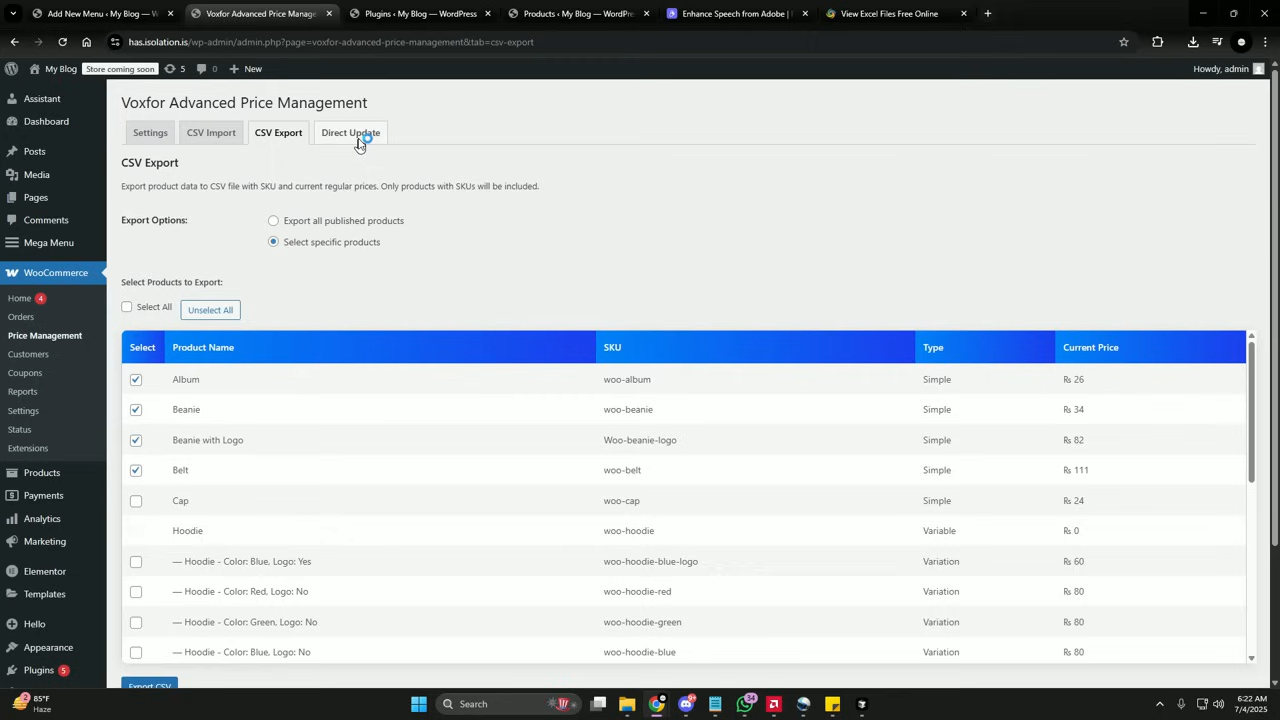 Add New Menu ‹ My Blog — W
Voxfor Advanced Price Managem
Plugins ‹ My Blog — WordPress
Products ‹ My Blog — WordPre
Enhance Speech from Adobe |
View Excel Files Free Online
has.isolation.is/wp-admin/admin.php?page=voxfor-advanced-price-management&tab=csv-export
My Blog
Store coming soon
5
0
New
Howdy, admin
Assistant
Dashboard
Posts
Media
Pages
Comments
Mega Menu
WooCommerce
Home 4
Orders
Price Management
Customers
Coupons
Reports
Settings
Status
Extensions
Products
Payments
Analytics
Marketing
Elementor
Templates
Hello
Appearance
Plugins 5
Voxfor Advanced Price Management
Settings
CSV Import
CSV Export
Direct Update
CSV Export
Export product data to CSV file with SKU and current regular prices. Only products with SKUs will be included.
Export Options:
Export all published products
Select specific products
Select Products to Export:
Select All
Unselect All
Select Product Name SKU Type Current Price
Album woo-album Simple ₨ 26
Beanie woo-beanie Simple ₨ 34
Beanie with Logo Woo-beanie-logo Simple ₨ 82
Belt woo-belt Simple ₨ 111
Cap woo-cap Simple ₨ 24
Hoodie woo-hoodie Variable ₨ 0
— Hoodie - Color: Blue, Logo: Yes woo-hoodie-blue-logo Variation ₨ 60
— Hoodie - Color: Red, Logo: No woo-hoodie-red Variation ₨ 80
— Hoodie - Color: Green, Logo: No woo-hoodie-green Variation ₨ 80
— Hoodie - Color: Blue, Logo: No woo-hoodie-blue Variation ₨ 80
Export CSV
85°F
Haze
Search
6:22 AM
7/4/2025